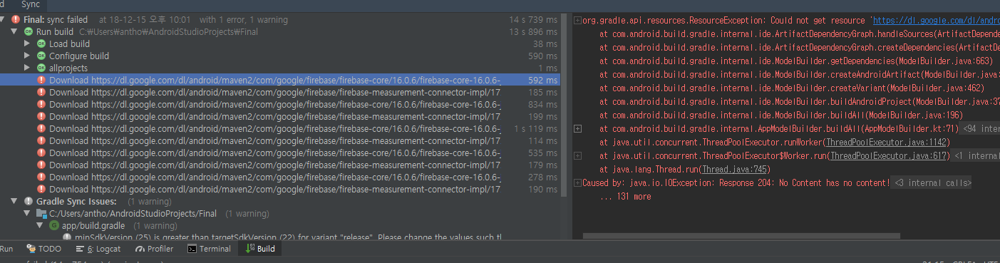 d Sync
Final: sync failed at 18-12-15 오후 10:01 with 1 error, 1 warning 14 s 739 ms
Run build C:₩Users₩antho₩AndroidStudioProjects₩Final 13 s 896 ms
Load build 38 ms
Configure build 590 ms
allprojects 1 ms
Download https://dl.google.com/dl/android/maven2/com/google/firebase/firebase-core/16.0.6/firebase-core-16.0.6- 592 ms
Download https://dl.google.com/dl/android/maven2/com/google/firebase/firebase-measurement-connector-impl/17 185 ms
Download https://dl.google.com/dl/android/maven2/com/google/firebase/firebase-core/16.0.6/firebase-core-16.0.6- 834 ms
Download https://dl.google.com/dl/android/maven2/com/google/firebase/firebase-measurement-connector-impl/17 199 ms
Download https://dl.google.com/dl/android/maven2/com/google/firebase/firebase-core/16.0.6/firebase-core-16.0.6- 1 s 119 ms
Download https://dl.google.com/dl/android/maven2/com/google/firebase/firebase-measurement-connector-impl/17 114 ms
Download https://dl.google.com/dl/android/maven2/com/google/firebase/firebase-core/16.0.6/firebase-core-16.0.6- 535 ms
Download https://dl.google.com/dl/android/maven2/com/google/firebase/firebase-measurement-connector-impl/17 179 ms
Download https://dl.google.com/dl/android/maven2/com/google/firebase/firebase-core/16.0.6/firebase-core-16.0.6- 278 ms
Download https://dl.google.com/dl/android/maven2/com/google/firebase/firebase-measurement-connector-impl/17 190 ms
Gradle Sync Issues: (1 warning)
C:/Users/antho/AndroidStudioProjects/Final (1 warning)
app/build.gradle (1 warning)
minSdkVersion (25) is greater than targetSdkVersion (22) for variant "release". Please change the values such th
org.gradle.api.resources.ResourceException: Could not get resource 'https://dl.google.com/dl/andro
at com.android.build.gradle.internal.ide.ArtifactDependencyGraph.handleSources(ArtifactDepende
at com.android.build.gradle.internal.ide.ArtifactDependencyGraph.createDependencies(ArtifactDe
at com.android.build.gradle.internal.ide.ModelBuilder.getDependencies(ModelBuilder.java:663)
at com.android.build.gradle.internal.ide.ModelBuilder.createAndroidArtifact(ModelBuilder.java:
at com.android.build.gradle.internal.ide.ModelBuilder.createVariant(ModelBuilder.java:462)
at com.android.build.gradle.internal.ide.ModelBuilder.buildAndroidProject(ModelBuilder.java:37
at com.android.build.gradle.internal.ide.ModelBuilder.buildAll(ModelBuilder.java:196)
at com.android.build.gradle.internal.AppModelBuilder.buildAll(AppModelBuilder.kt:71) <94 inter
at java.util.concurrent.ThreadPoolExecutor.runWorker(ThreadPoolExecutor.java:1142)
at java.util.concurrent.ThreadPoolExecutor$Worker.run(ThreadPoolExecutor.java:617) <1 internal
at java.lang.Thread.run(Thread.java:745)
Caused by: java.io.IOException: Response 204: No Content has no content! <3 internal calls>
... 131 more
Run TODO 6: Logcat Profiler Terminal Build